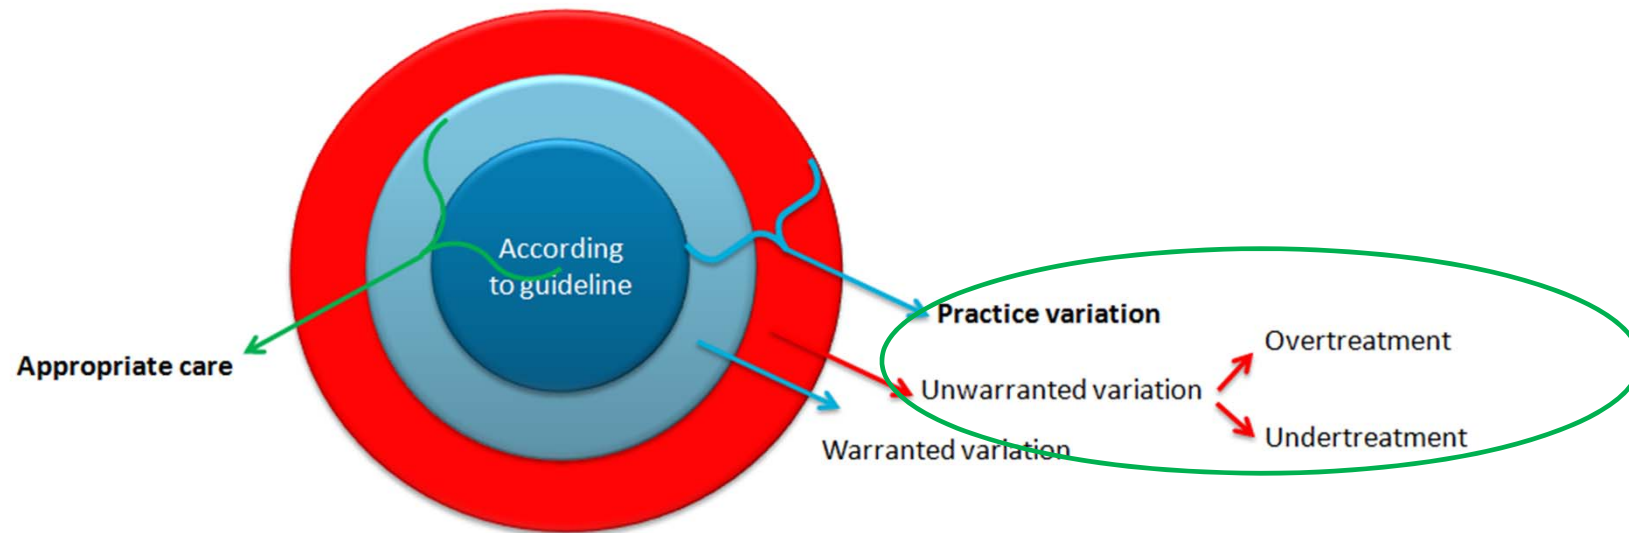 According
to guideline
Practice variation
Overtreatment
Appropriate care
Unwarranted variation
Undertreatment
Warranted variation